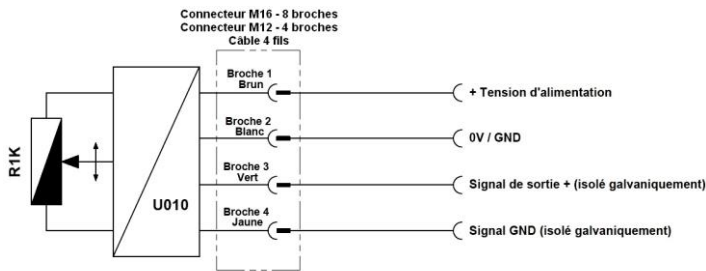 Connecteur M16 - 8 broches
Connecteur M12 - 4 broches
Câble 4 fils
Broche 1
Brun
+ Tension d'alimentation
Broche 2
Blanc
0V / GND
R1K
Broche 3
Vert
Signal de sortie + (isolé galvaniquement)
U010
Broche 4
Jaune
Signal GND (isolé galvaniquement)